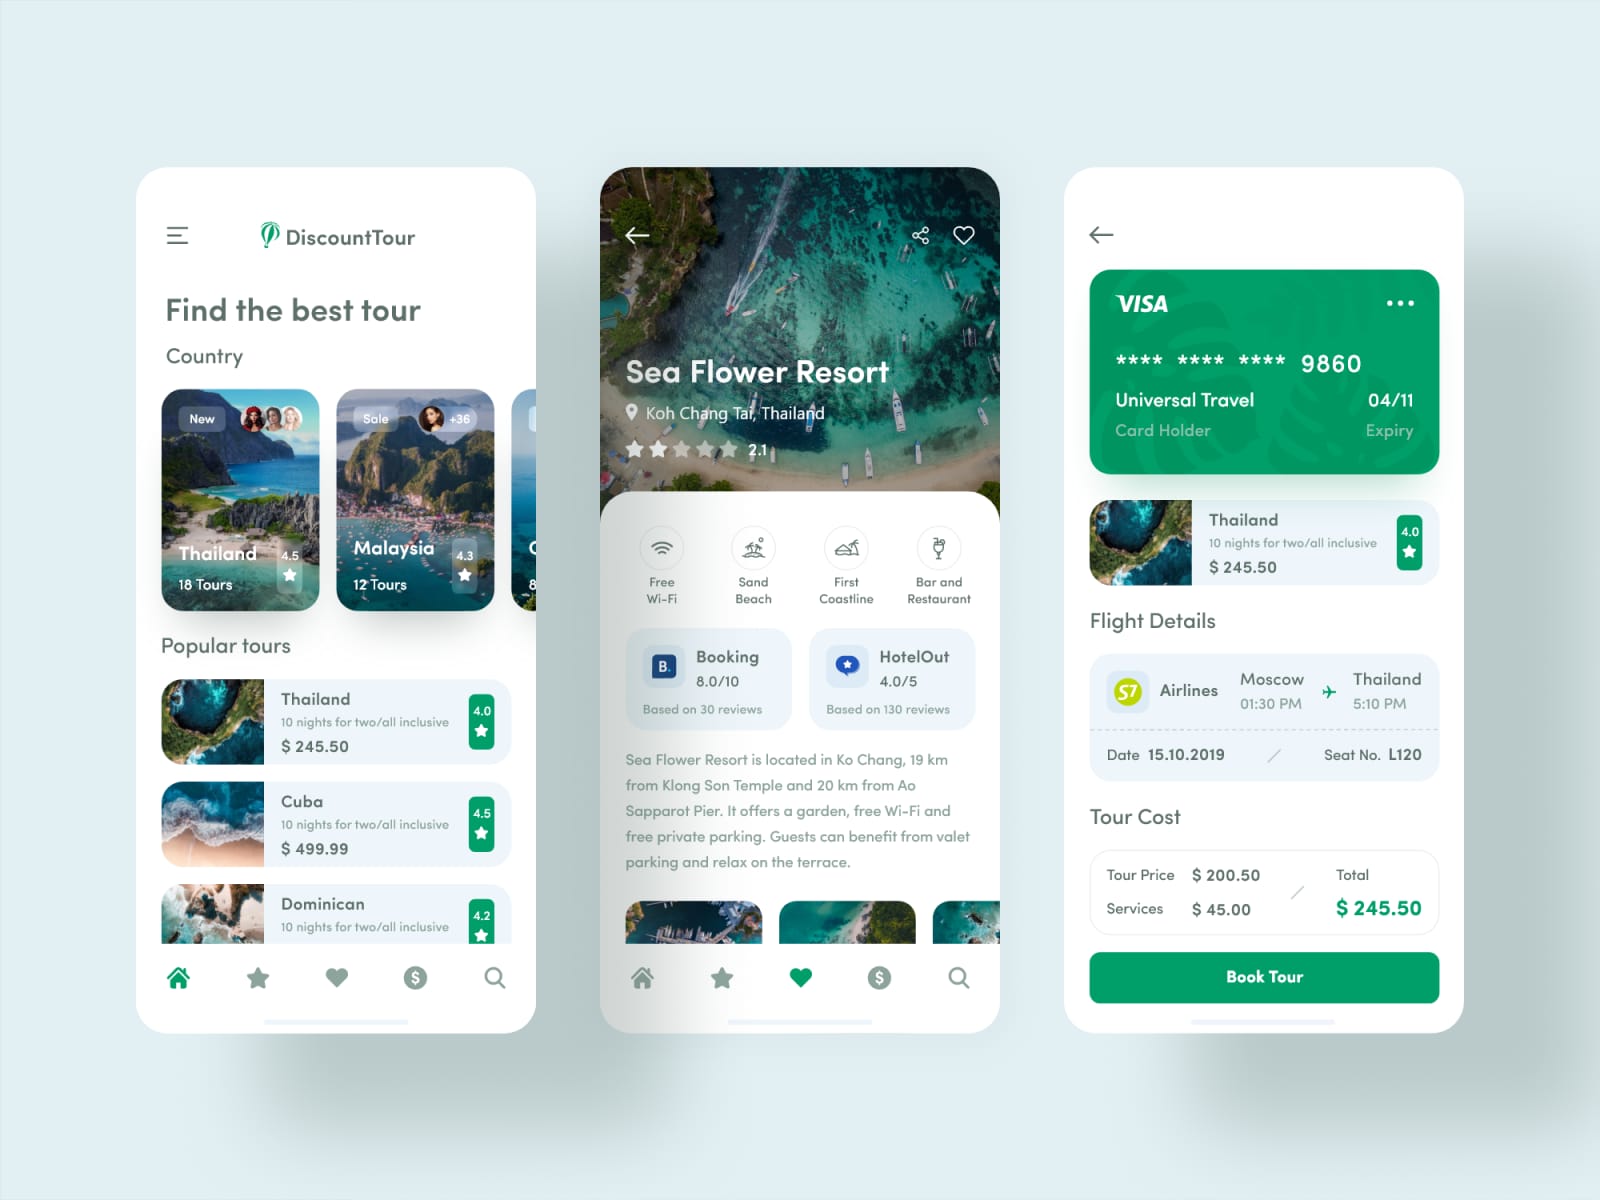 DiscountTour
Find the best tour
Country
New
Thailand
4.5
18 Tours
Sale
+36
Malaysia
4.3
12 Tours
Popular tours
Thailand
10 nights for two/all inclusive
$ 245.50
4.0
Cuba
10 nights for two/all inclusive
$ 499.99
4.5
Dominican
10 nights for two/all inclusive
4.2
$
Sea Flower Resort
Koh Chang Tai, Thailand
2.1
Free
Wi-Fi
Sand
Beach
First
Coastline
Bar and
Restaurant
B.
Booking
8.0/10
Based on 30 reviews
HotelOut
4.0/5
Based on 130 reviews
Sea Flower Resort is located in Ko Chang, 19 km
from Klong Son Temple and 20 km from Ao
Sapparot Pier. It offers a garden, free Wi-Fi and
free private parking. Guests can benefit from valet
parking and relax on the terrace.
$
VISA
**** **** **** 9860
Universal Travel 04/11
Card Holder Expiry
Thailand
10 nights for two/all inclusive
$ 245.50
4.0
Flight Details
S7 Airlines
Moscow
01:30 PM
Thailand
5:10 PM
Date 15.10.2019 / Seat No. L120
Tour Cost
Tour Price $ 200.50
Services $ 45.00
/
Total
$ 245.50
Book Tour